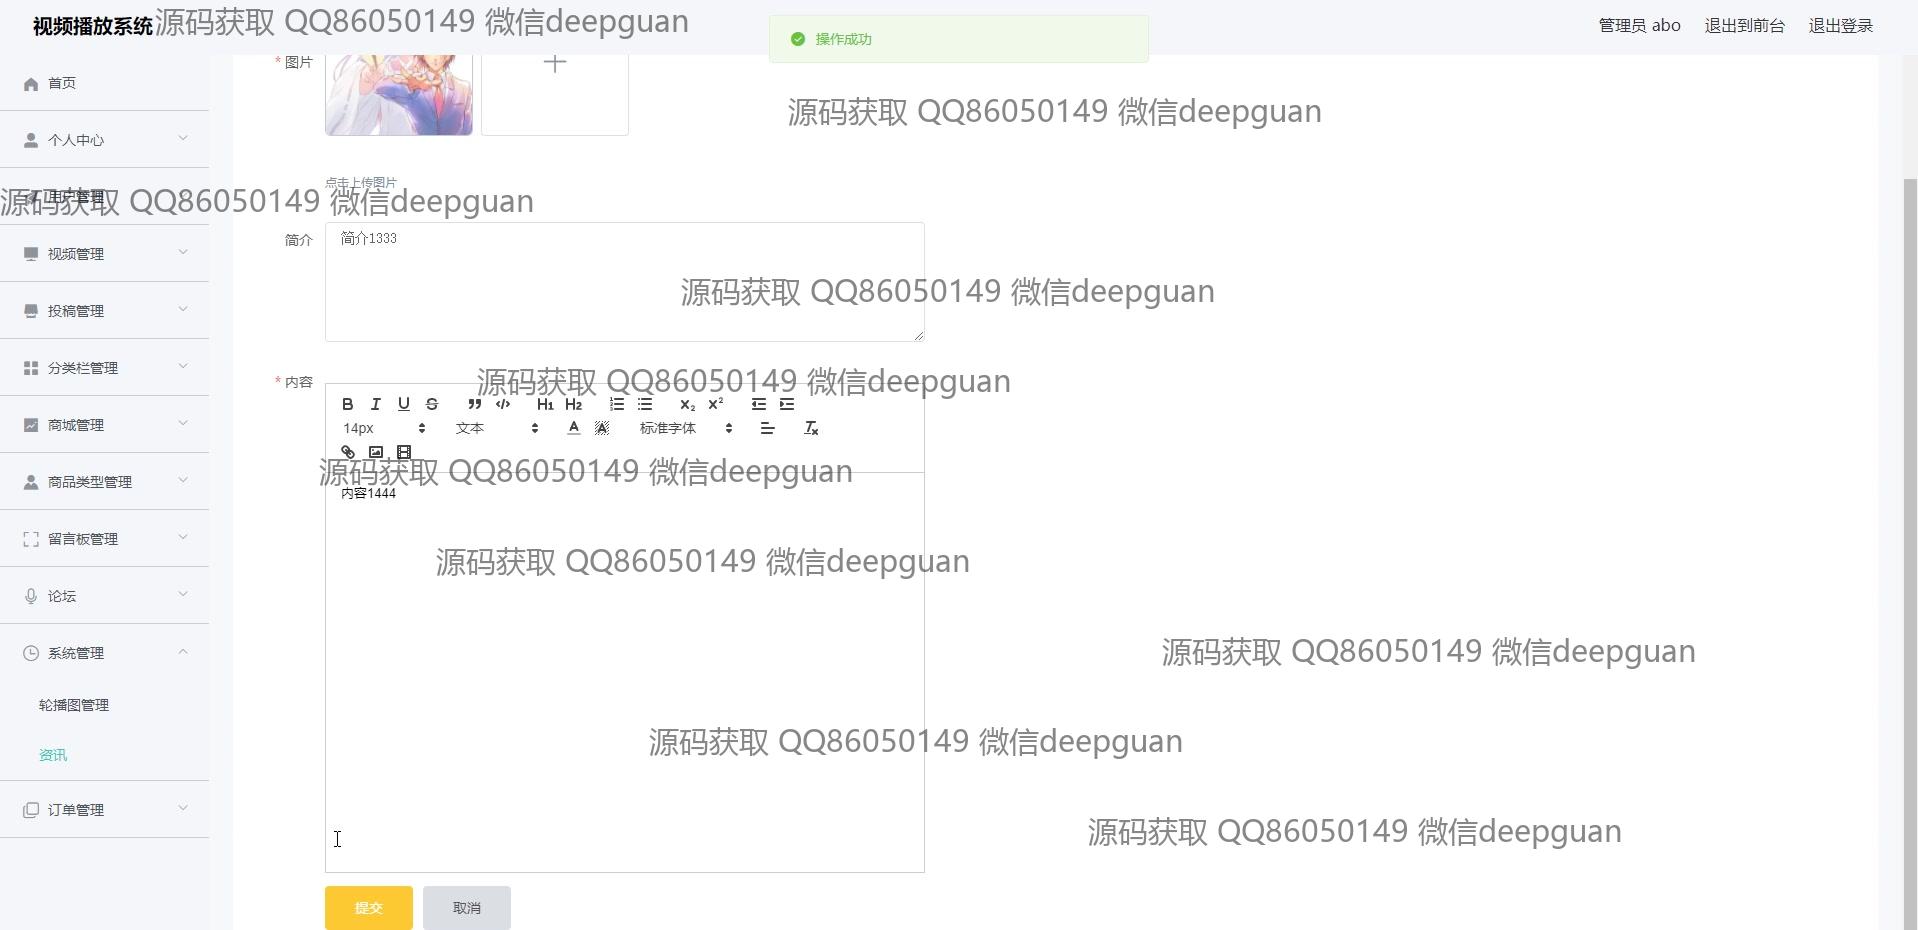 视频播放系统
源码获取 QQ86050149 微信deepguan
操作成功
管理员 abo
退出到前台
退出登录
图片
首页
源码获取 QQ86050149 微信deepguan
个人中心
点击上传图片
用户管理
源码获取 QQ86050149 微信deepguan
简介
简介1333
视频管理
源码获取 QQ86050149 微信deepguan
投稿管理
分类栏管理
* 内容
源码获取 QQ86050149 微信deepguan
B I U S H1 H2 X2 X2
14px
文本
A A
标准字体
商城管理
源码获取 QQ86050149 微信deepguan
商品类型管理
内容1444
留言板管理
源码获取 QQ86050149 微信deepguan
论坛
系统管理
源码获取 QQ86050149 微信deepguan
轮播图管理
资讯
源码获取 QQ86050149 微信deepguan
订单管理
源码获取 QQ86050149 微信deepguan
提交
取消